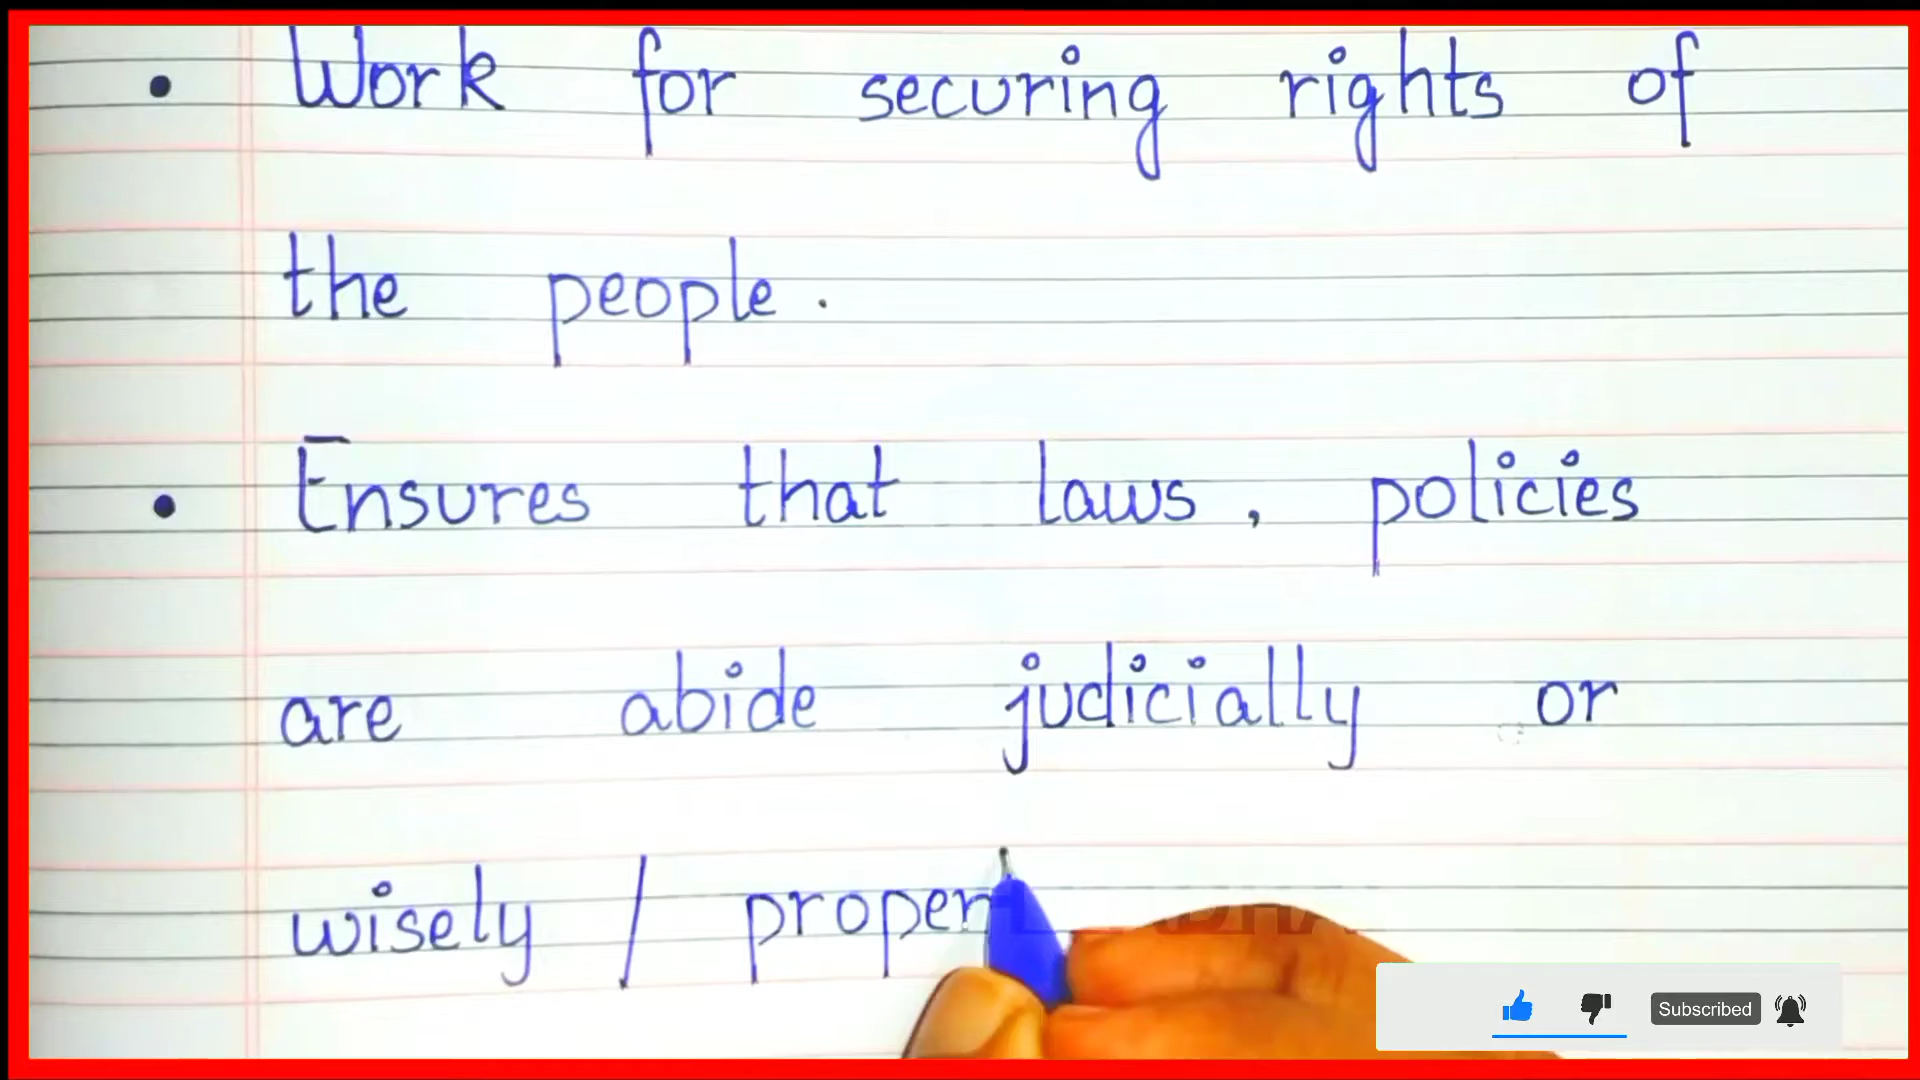 • Work for securing rights of
the people.
• Ensures that laws, policies
are abide judicially or
wisely / proper
Subscribed